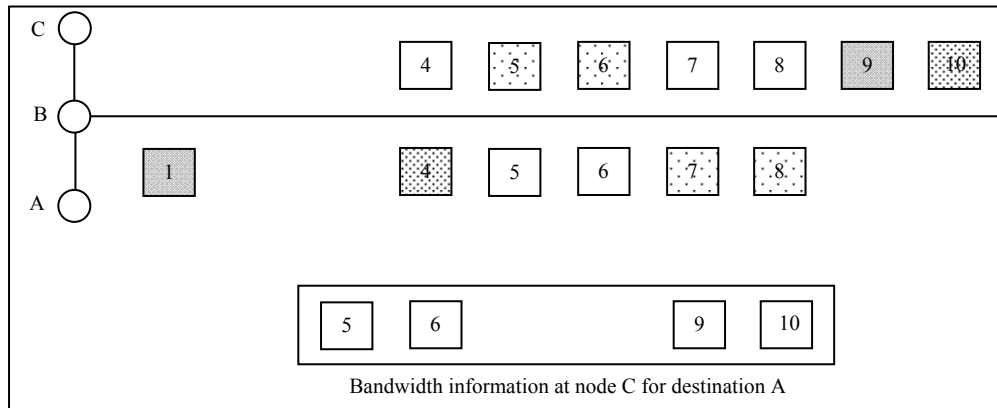 C
4 5 6 7 8 9 10
B
1 4 5 6 7 8
A
5 6 9 10
Bandwidth information at node C for destination A